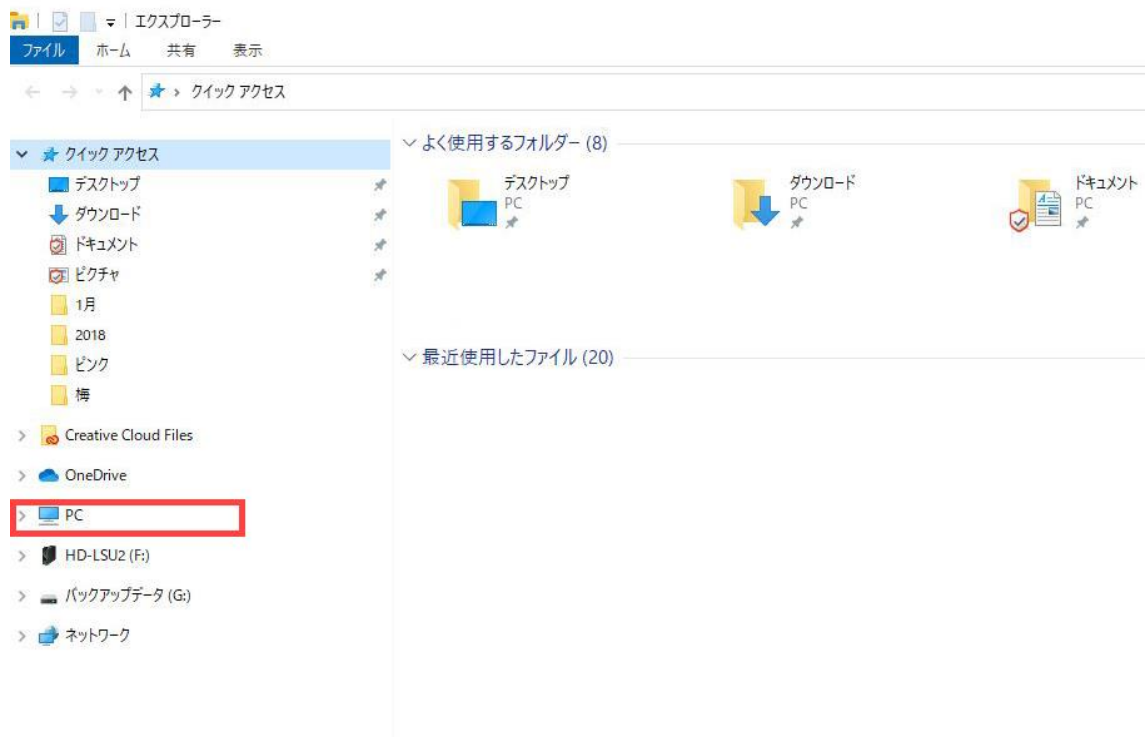 エクスプローラー
ファイル ホーム 共有 表示
クイック アクセス
クイック アクセス
デスクトップ
ダウンロード
ドキュメント
ピクチャ
1月
2018
ピンク
梅
Creative Cloud Files
OneDrive
PC
HD-LSU2 (F:)
バックアップデータ (G:)
ネットワーク
よく使用するフォルダー (8)
デスクトップ
PC
ダウンロード
PC
ドキュメント
PC
最近使用したファイル (20)